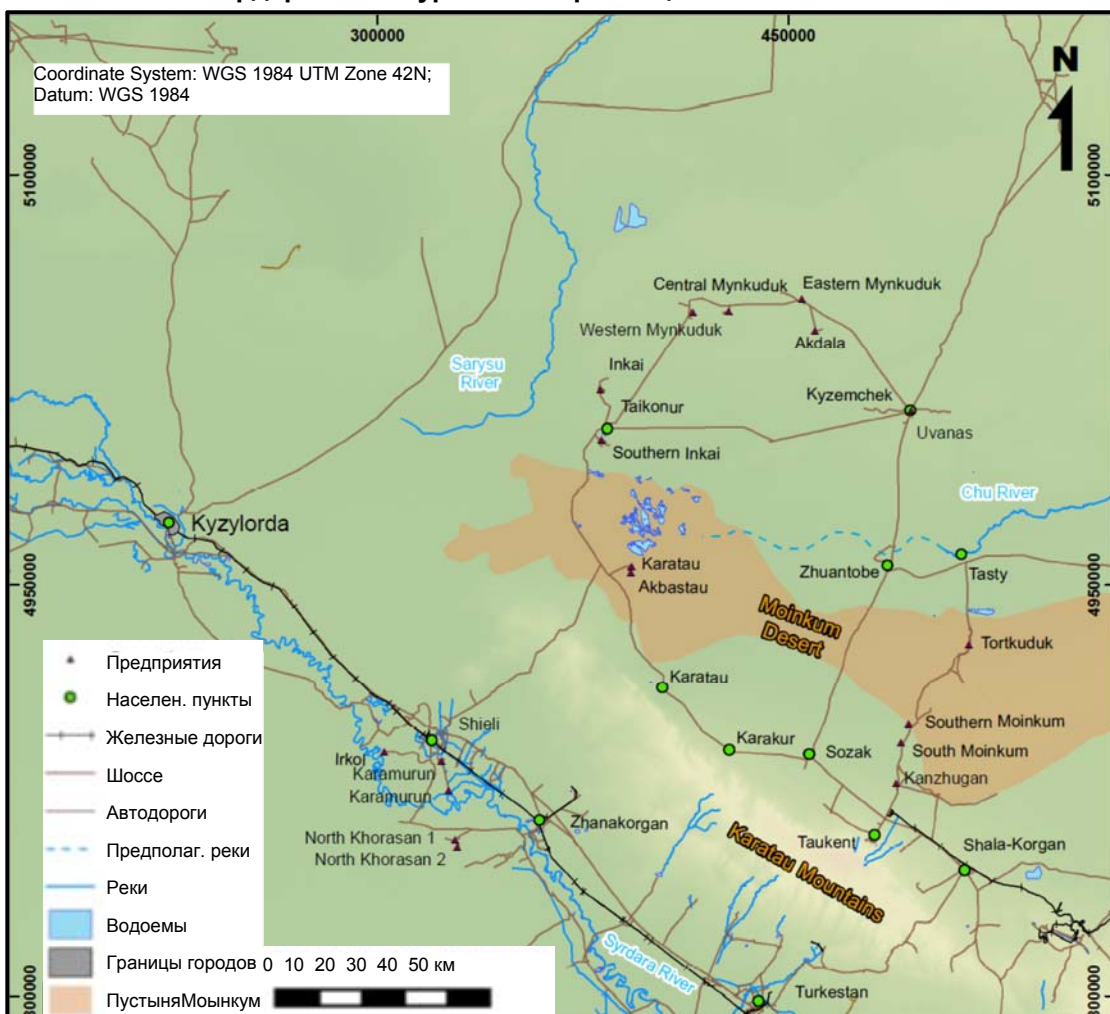 300000
450000
Coordinate System: WGS 1984 UTM Zone 42N;
Datum: WGS 1984
N
5100000
5100000
Central Mynkuduk
Eastern Mynkuduk
Western Mynkuduk
Akdala
Sarysu
River
Inkai
Taikonur
Kyzemchek
Uvanas
Southern Inkai
Chu River
Kyzylorda
Karatau
Akbastau
Zhuantobe
Tasty
4950000
4950000
Moinkum
Desert
Tortkuduk
Karatau
Southern Moinkum
South Moinkum
Kanzhugan
Shieli
Karakur
Sozak
Irkol
Karamurun
Karamurun
Zhanakorgan
North Khorasan 1
North Khorasan 2
Taukent
Shala-Korgan
Karatau Mountains
Syrdara River
Turkestan
Предприятия
Населен. пункты
Железные дороги
Шоссе
Автодороги
Предполаг. реки
Реки
Водоемы
Границы городов
ПустыняМоынкум
0 10 20 30 40 50 км